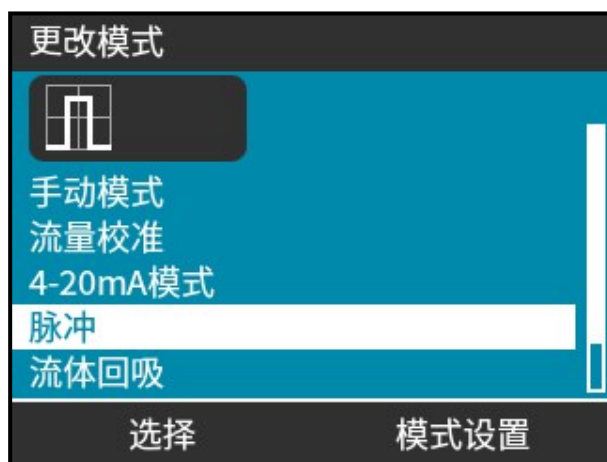 更改模式
手动模式
流量校准
4-20mA模式
脉冲
流体回吸
选择
模式设置